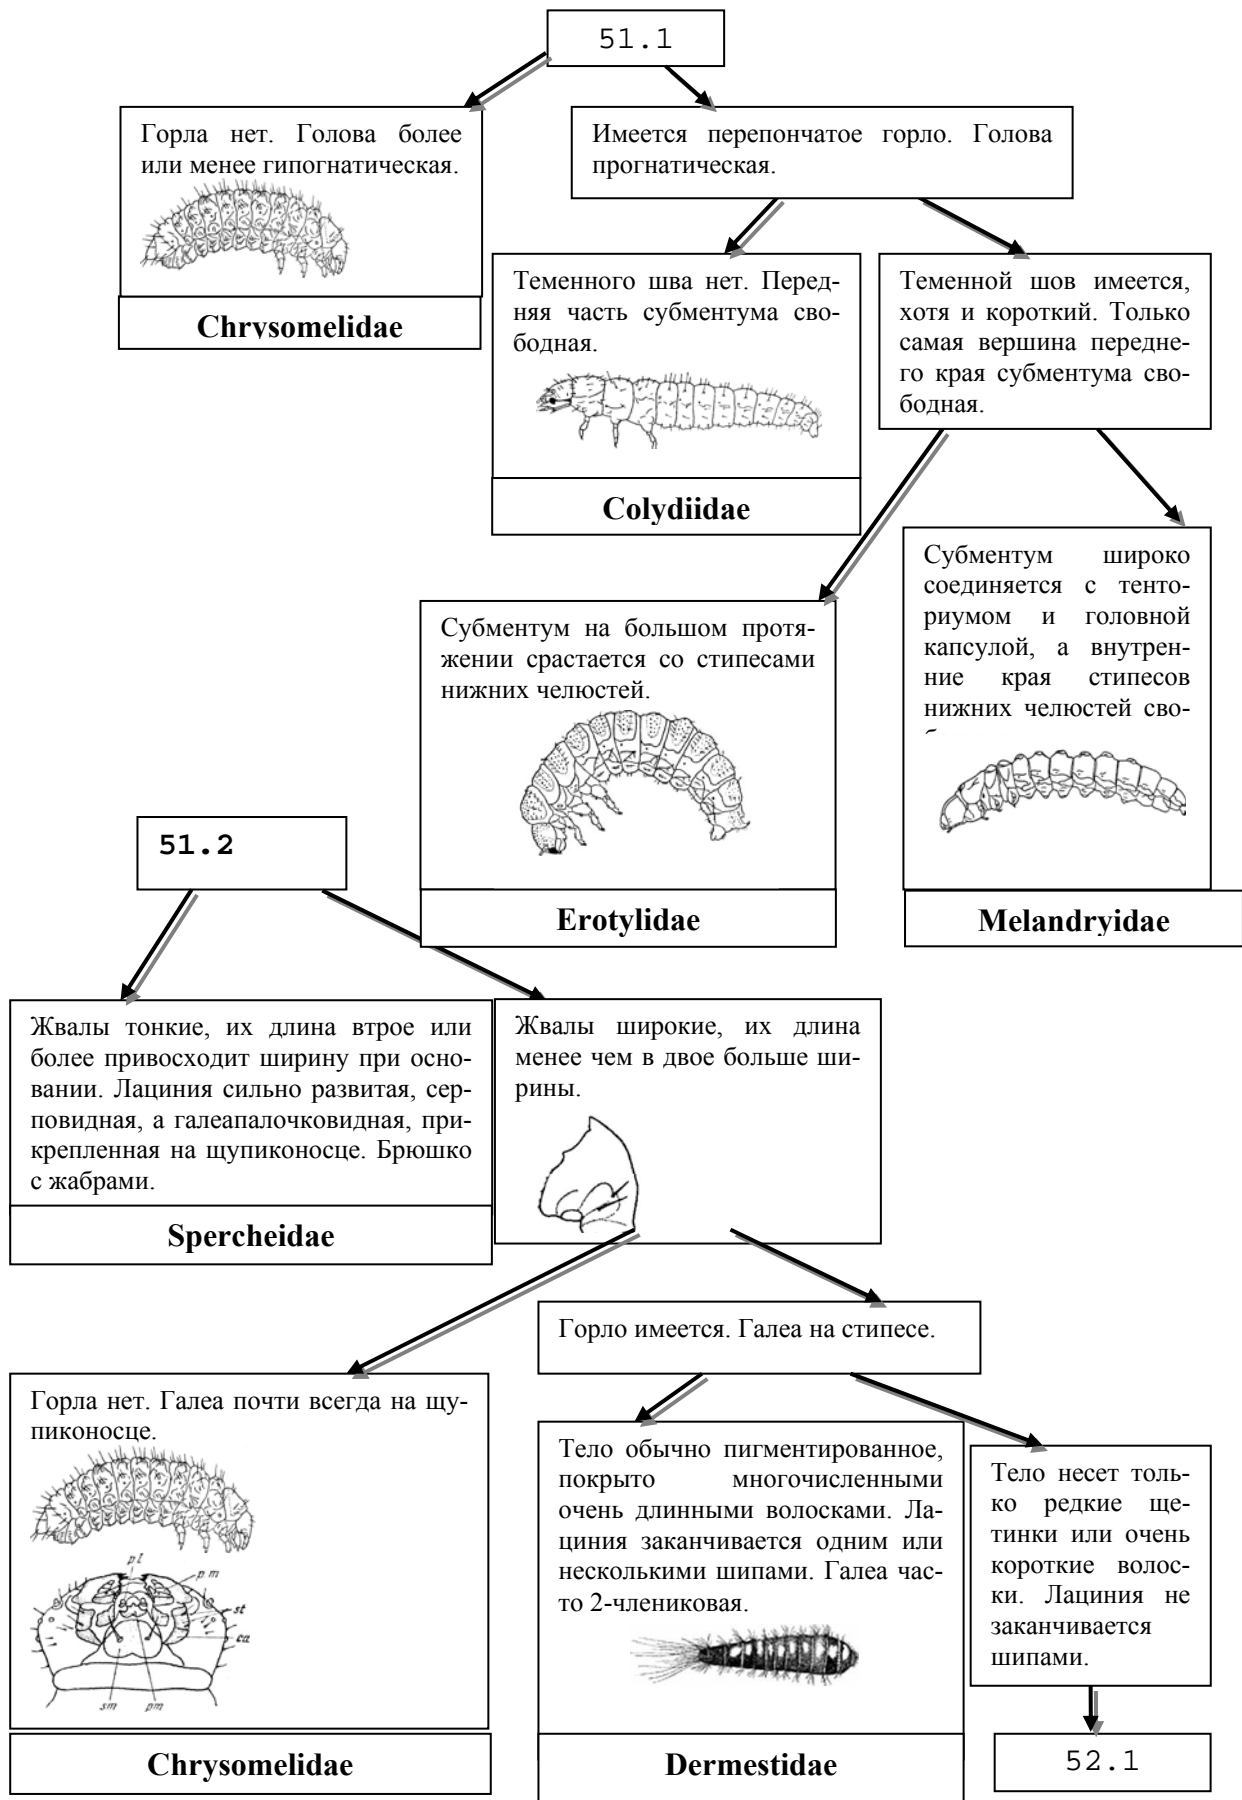 51.1
Горла нет. Голова более
или менее гипогнатическая.
Chrysomelidae
Имеется перепончатое горло. Голова
прогнатическая.
Теменного шва нет. Перед-
няя часть субментума сво-
бодная.
Colydiidae
Теменной шов имеется,
хотя и короткий. Только
самая вершина передне-
го края субментума сво-
бодная.
Субментум на большом протя-
жении срастается со стипесами
нижних челюстей.
Erotylidae
Субментум широко
соединяется с тенто-
риумом и головной
капсулой, а внутрен-
ние края стипесов
нижних челюстей сво-
Melandryidae
51.2
Жвалы тонкие, их длина втрое или
более привосходит ширину при осно-
вании. Лациния сильно развитая, сер-
повидная, а галеапалочковидная, при-
крепленная на щупиконосце. Брюшко
с жабрами.
Spercheidae
Жвалы широкие, их длина
менее чем в двое больше ши-
рины.
Горла нет. Галеа почти всегда на щу-
пиконосце.
pl
pm
st
ca
sm
pm
Chrysomelidae
Горло имеется. Галеа на стипесе.
Тело обычно пигментированное,
покрыто многочисленными
очень длинными волосками. Ла-
циния заканчивается одним или
несколькими шипами. Галеа час-
то 2-члениковая.
Dermestidae
Тело несет толь-
ко редкие ще-
тинки или очень
короткие волос-
ки. Лациния не
заканчивается
шипами.
52.1